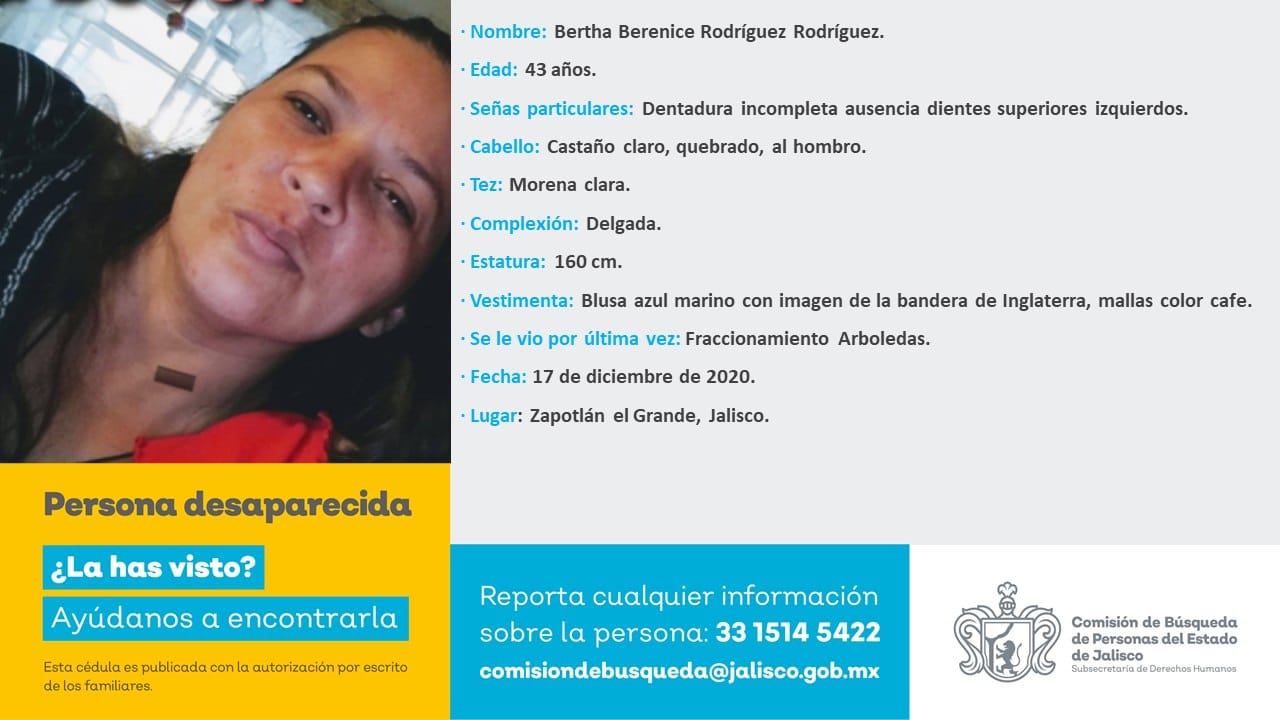 · Nombre: Bertha Berenice Rodríguez Rodríguez.
· Edad: 43 años.
· Señas particulares: Dentadura incompleta ausencia dientes superiores izquierdos.
· Cabello: Castaño claro, quebrado, al hombro.
· Tez: Morena clara.
· Complexión: Delgada.
· Estatura: 160 cm.
· Vestimenta: Blusa azul marino con imagen de la bandera de Inglaterra, mallas color cafe.
· Se le vio por última vez: Fraccionamiento Arboledas.
· Fecha: 17 de diciembre de 2020.
· Lugar: Zapotlán el Grande, Jalisco.
Persona desaparecida
¿La has visto?
Ayúdanos a encontrarla
Esta cédula es publicada con la autorización por escrito
de los familiares.
Reporta cualquier información
sobre la persona: 33 1514 5422
comisiondebusqueda@jalisco.gob.mx
Comisión de Búsqueda
de Personas del Estado
de Jalisco
Subsecretaría de Derechos Humanos